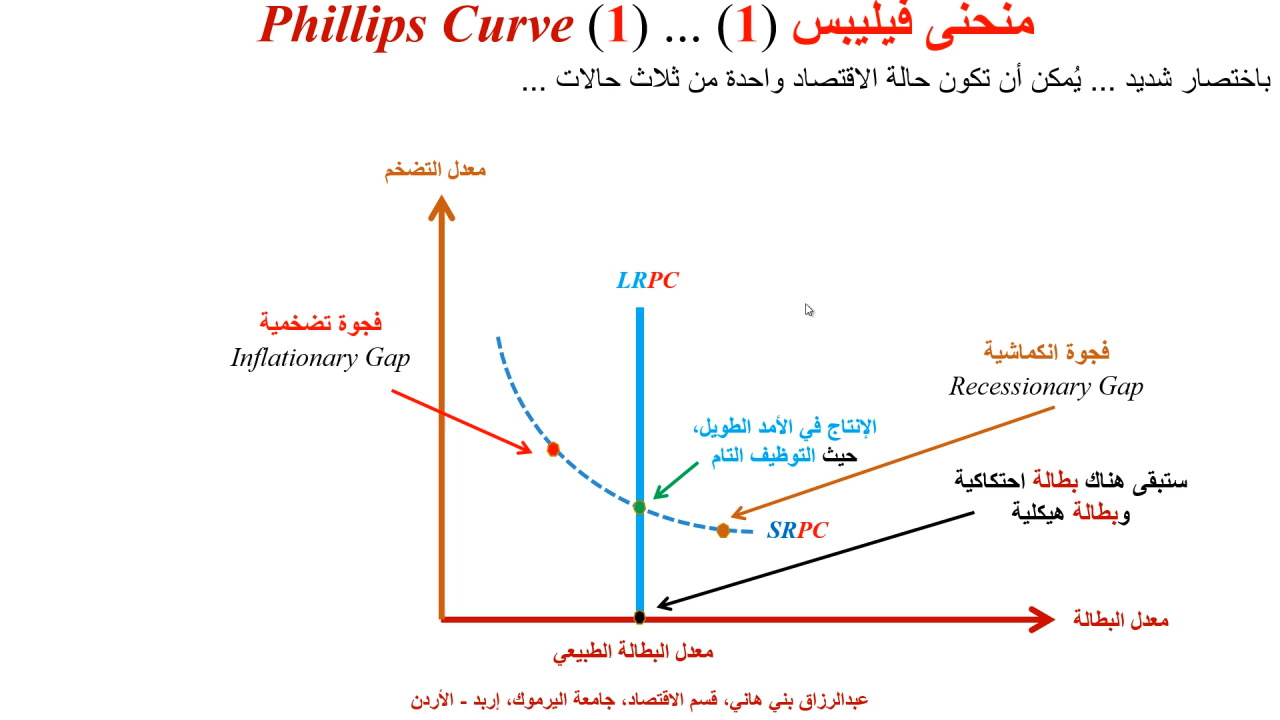 منحنى فيليبس (1) ... (1) Phillips Curve
باختصار شديد ... يُمكن أن تكون حالة الاقتصاد واحدة من ثلاث حالات ...
معدل التضخم
LRPC
فجوة تضخمية
Inflationary Gap
فجوة انكماشية
Recessionary Gap
الإنتاج في الأمد الطويل،
حيث التوظيف التام
ستبقى هناك بطالة احتكاكية
وبطالة هيكلية
SRPC
معدل البطالة
معدل البطالة الطبيعي
عبدالرزاق بني هاني، قسم الاقتصاد، جامعة اليرموك، إربد - الأردن